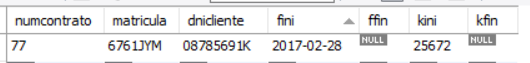 numcontrato matricula dnicliente fini ffin kini kfin
77 6761JYM 08785691K 2017-02-28 NULL 25672 NULL